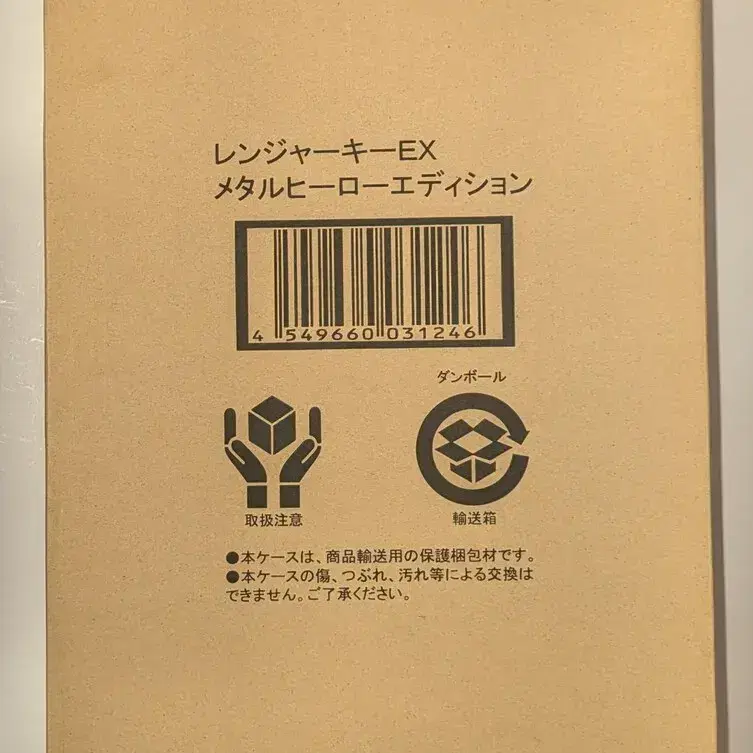 レンジャーキーEX
メタルヒーローエディション
4 549660 031246
ダンボール
取扱注意
輸送箱
●本ケースは、商品輸送用の保護梱包材です。
●本ケースの傷、つぶれ、汚れ等による交換は
できません。ご了承ください。